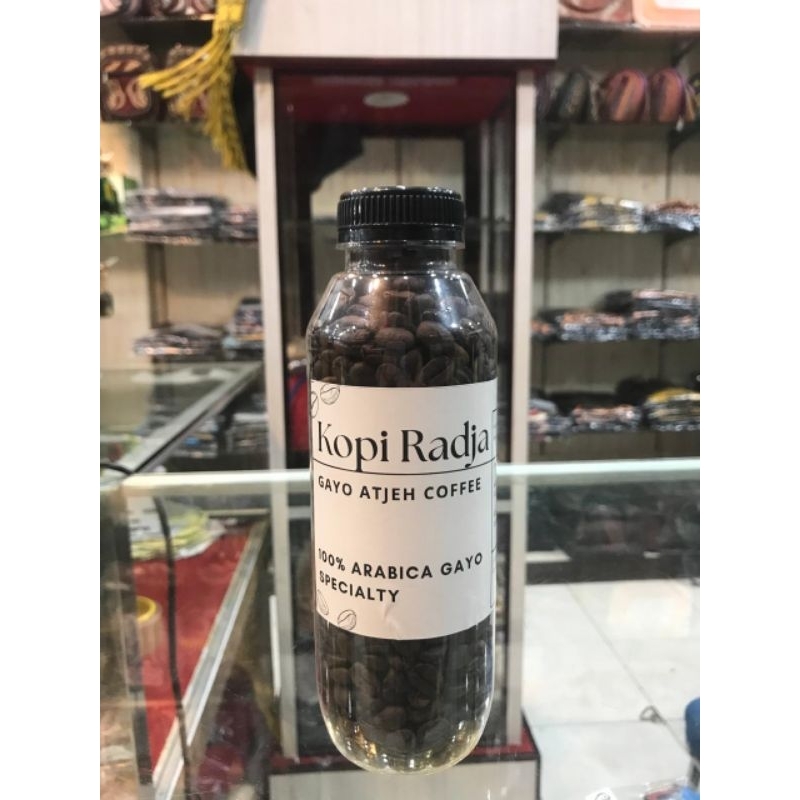 Kopi Radja
GAYO ATJEH COFFEE
100% ARABICA GAYO
SPECIALTY